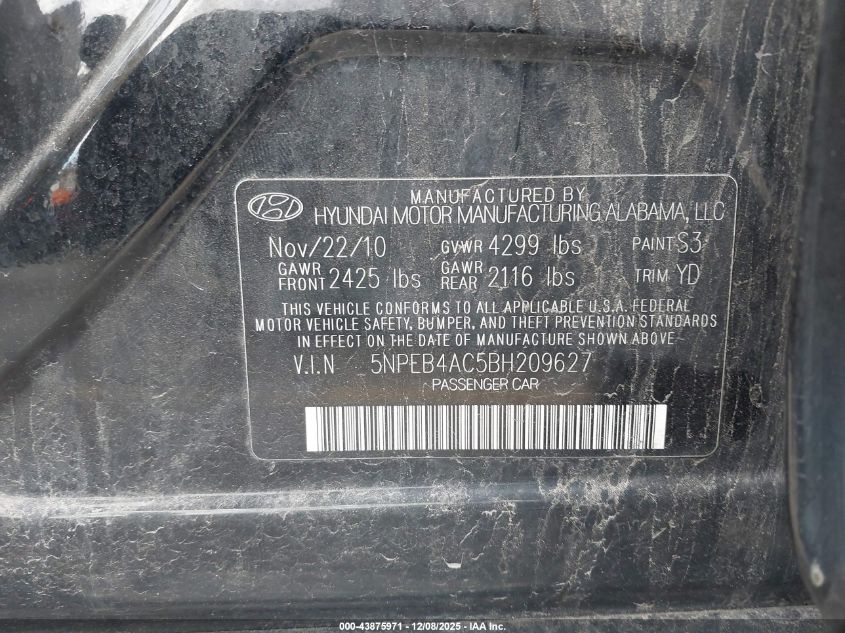 MANUFACTURED BY
HYUNDAI MOTOR MANUFACTURING ALABAMA, LLC
Nov/22/10 GVWR 4299 lbs PAINT S3
GAWR FRONT 2425 lbs GAWR REAR 2116 lbs TRIM YD
THIS VEHICLE CONFORMS TO ALL APPLICABLE U.S.A. FEDERAL
MOTOR VEHICLE SAFETY, BUMPER, AND THEFT PREVENTION STANDARDS
IN EFFECT ON THE DATE OF MANUFACTURE SHOWN ABOVE.
V.I.N 5NPEB4AC5BH209627
PASSENGER CAR
000-43875971 - 12/08/2025 - IAA Inc.